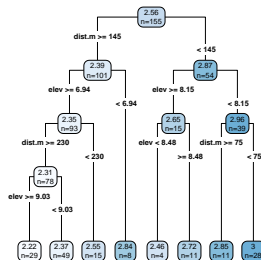 2.56
n=155
dist.m >= 145
< 145
2.39
n=101
2.87
n=54
elev >= 6.94
< 6.94
elev >= 8.15
< 8.15
2.35
n=93
2.65
n=15
2.96
n=39
dist.m >= 230
< 230
elev < 8.48
>= 8.48
dist.m >= 75
< 75
2.31
n=78
elev >= 9.03
< 9.03
2.22
n=29
2.37
n=49
2.55
n=15
2.84
n=8
2.46
n=4
2.72
n=11
2.85
n=11
3
n=28